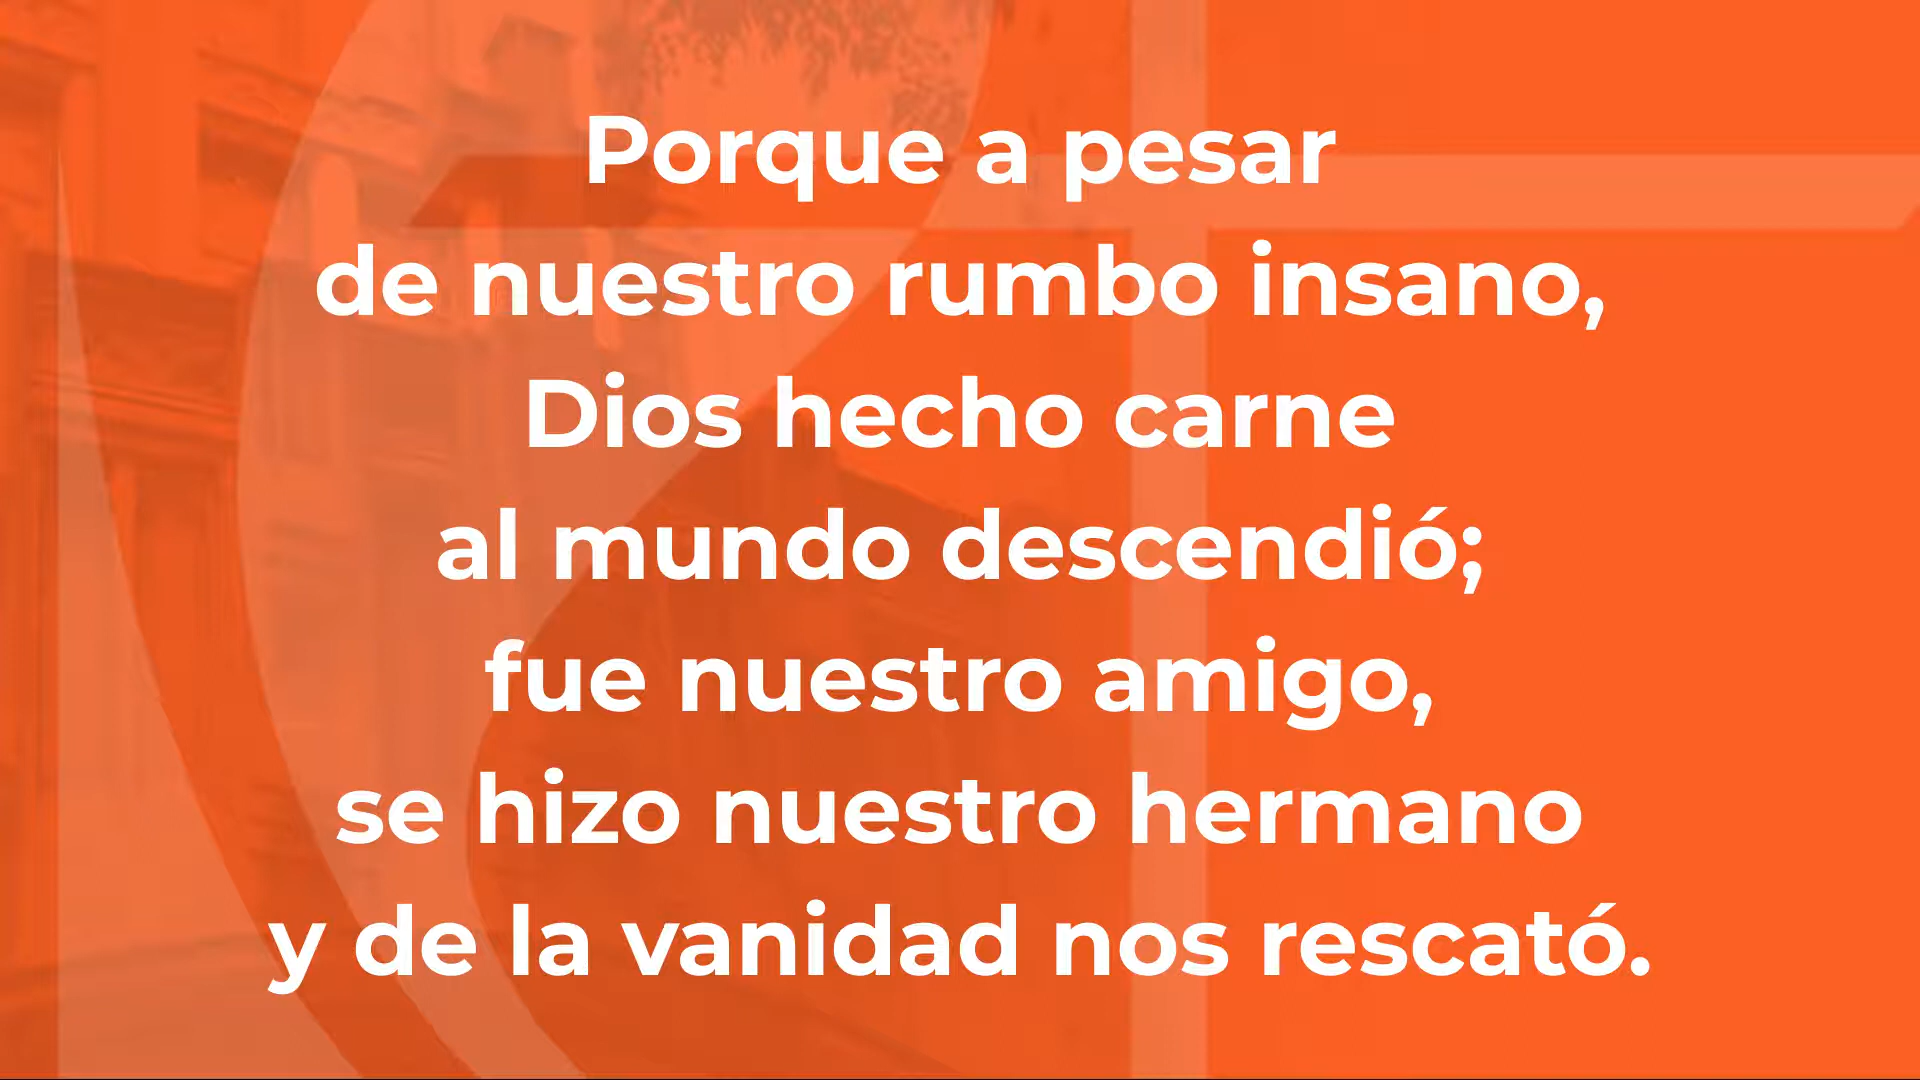 Porque a pesar
de nuestro rumbo insano,
Dios hecho carne
al mundo descendió;
fue nuestro amigo,
se hizo nuestro hermano
y de la vanidad nos rescató.